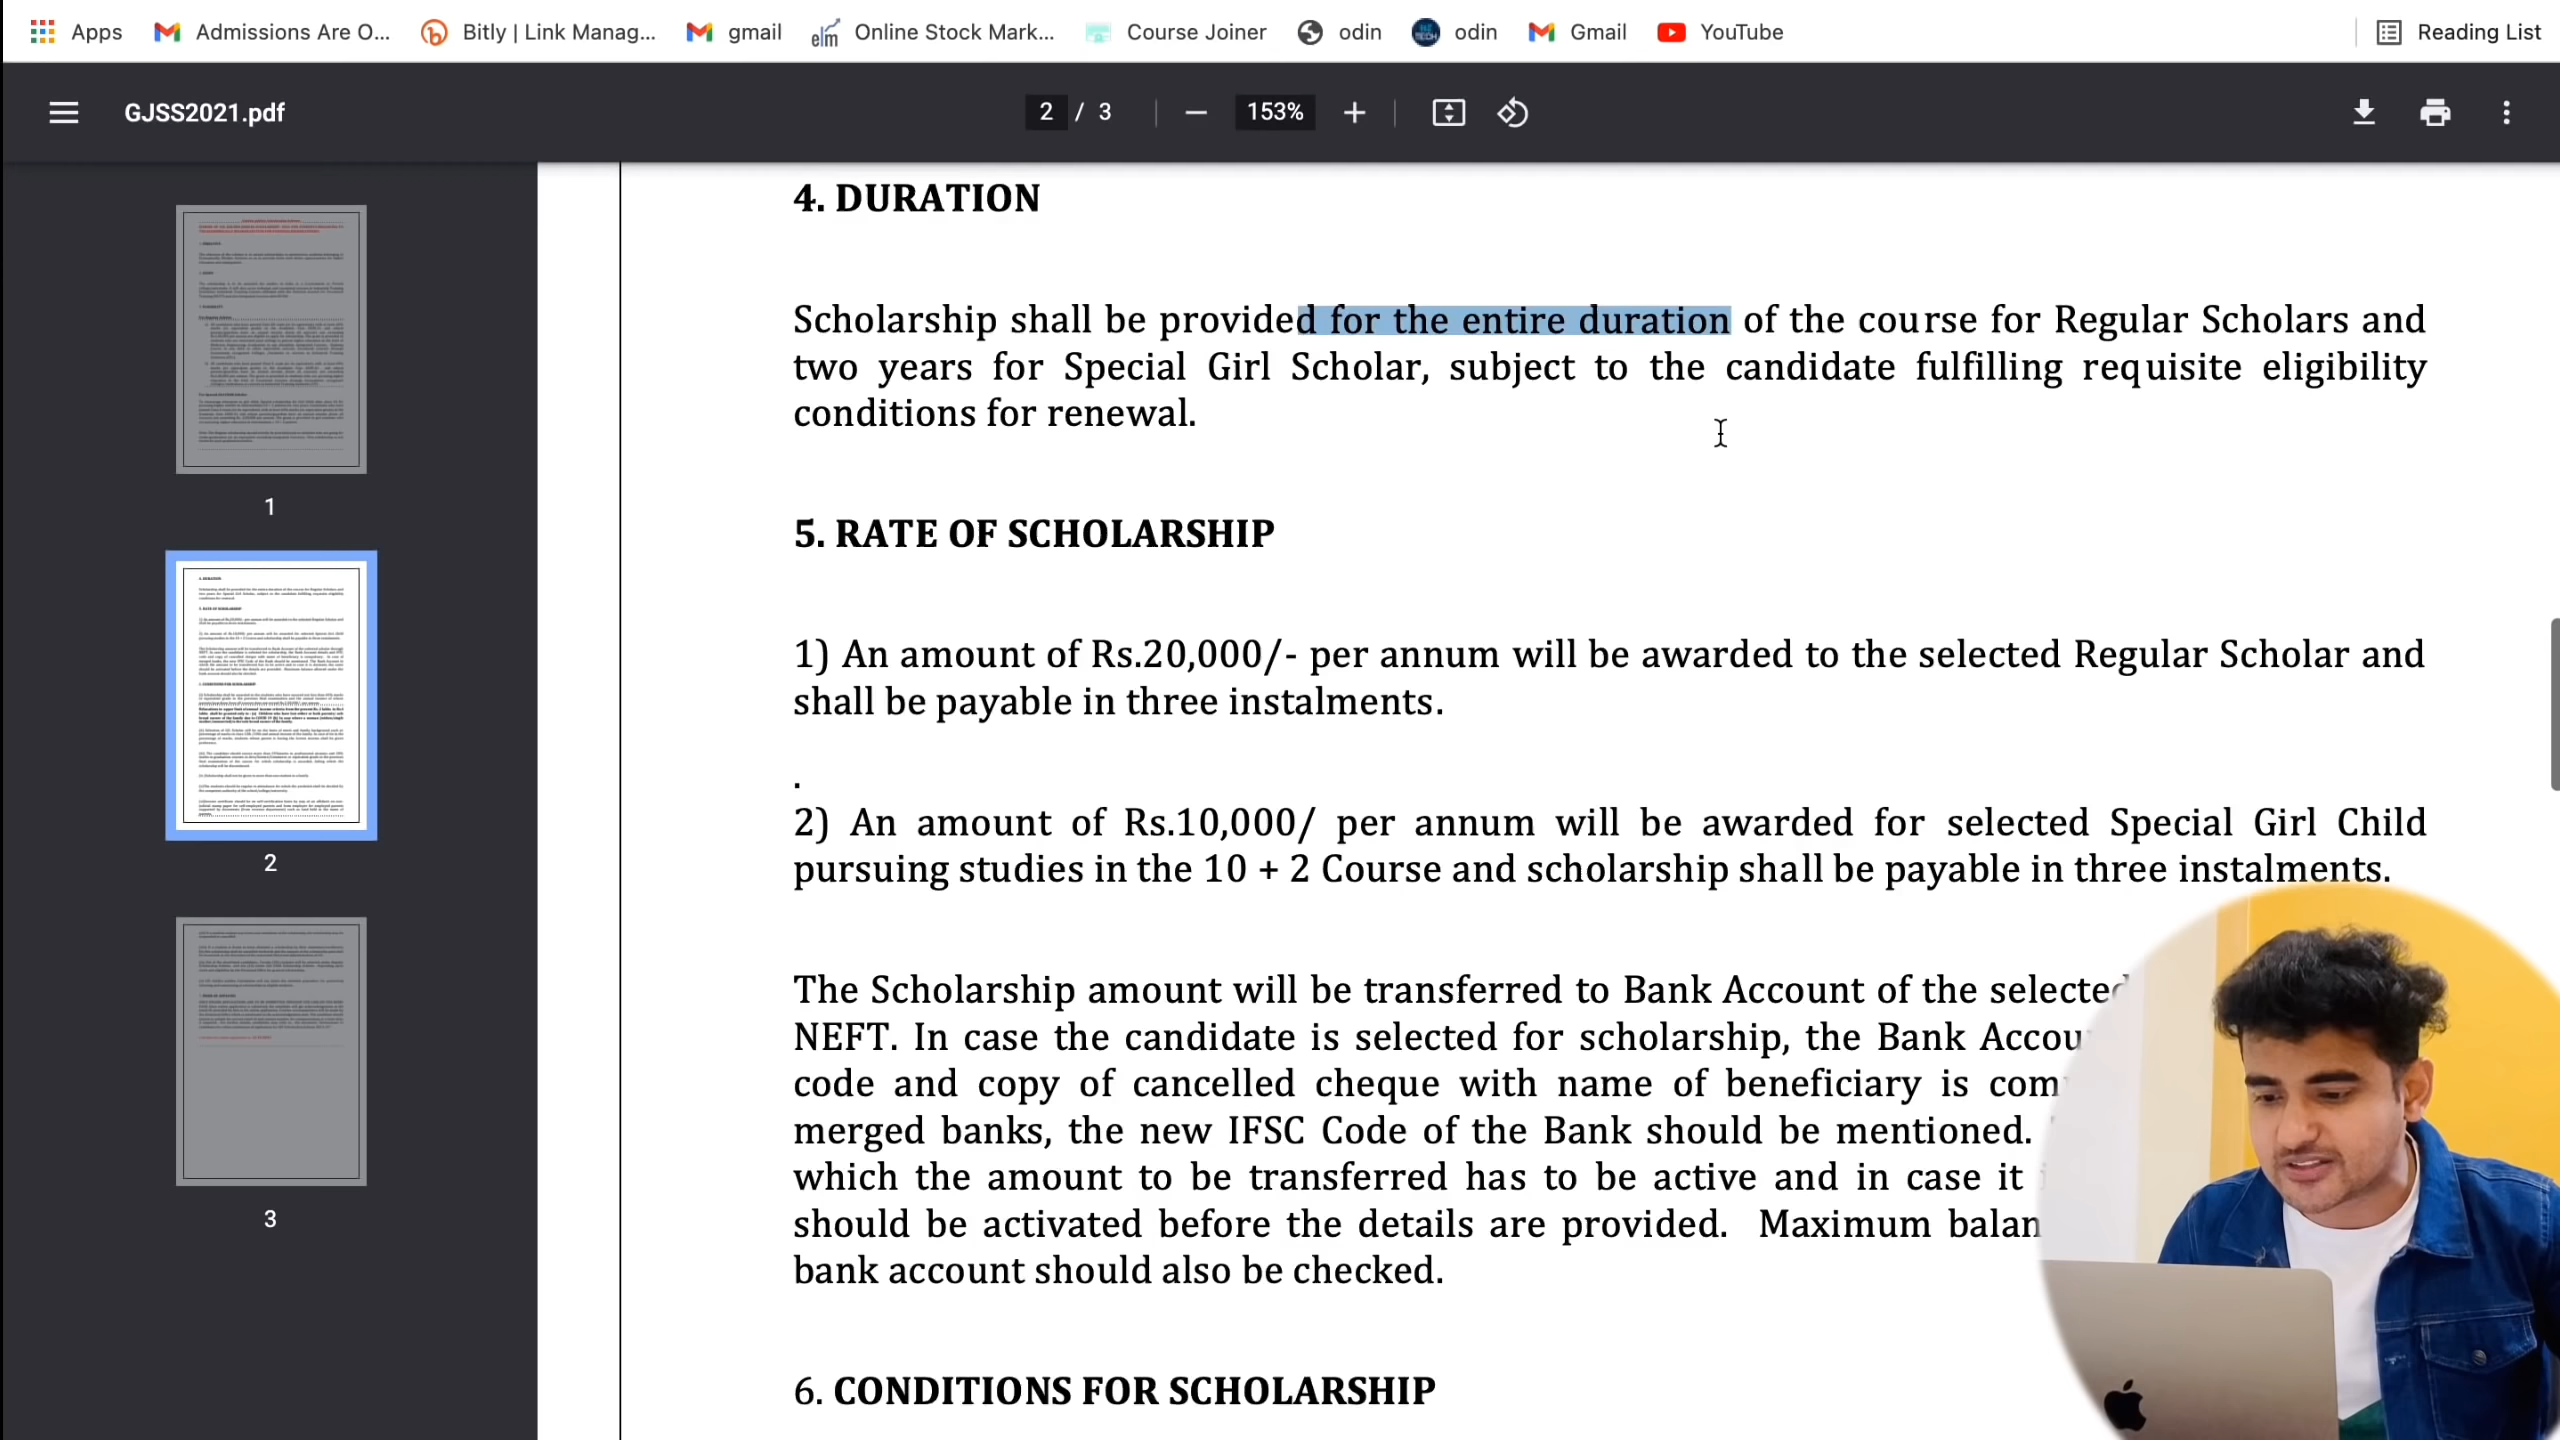 Apps Admissions Are O... Bitly | Link Manag... gmail elm Online Stock Mark... Course Joiner odin odin Gmail YouTube Reading List
GJSS2021.pdf 2 / 3 153%
4. DURATION
Scholarship shall be provided for the entire duration of the course for Regular Scholars and
two years for Special Girl Scholar, subject to the candidate fulfilling requisite eligibility
conditions for renewal.
5. RATE OF SCHOLARSHIP
1) An amount of Rs.20,000/- per annum will be awarded to the selected Regular Scholar and
shall be payable in three instalments.
.
2) An amount of Rs.10,000/ per annum will be awarded for selected Special Girl Child
pursuing studies in the 10 + 2 Course and scholarship shall be payable in three instalments.
The Scholarship amount will be transferred to Bank Account of the selected
NEFT. In case the candidate is selected for scholarship, the Bank Accou
code and copy of cancelled cheque with name of beneficiary is com
merged banks, the new IFSC Code of the Bank should be mentioned.
which the amount to be transferred has to be active and in case it
should be activated before the details are provided. Maximum balan
bank account should also be checked.
6. CONDITIONS FOR SCHOLARSHIP
1
2
3